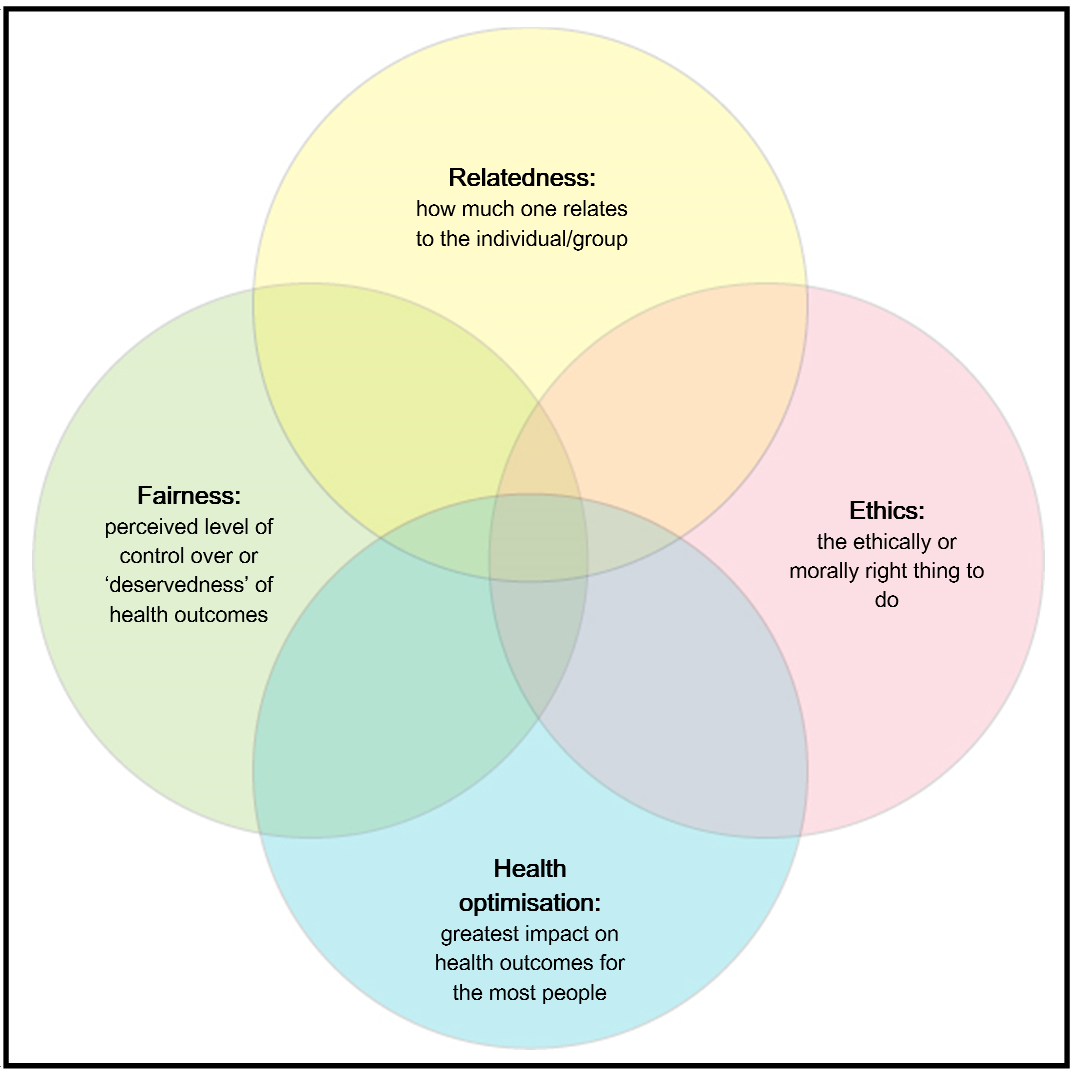 Relatedness:
how much one relates
to the individual/group
Fairness:
perceived level of
control over or
‘deservedness’ of
health outcomes
Ethics:
the ethically or
morally right thing to
do
Health
optimisation:
greatest impact on
health outcomes for
the most people